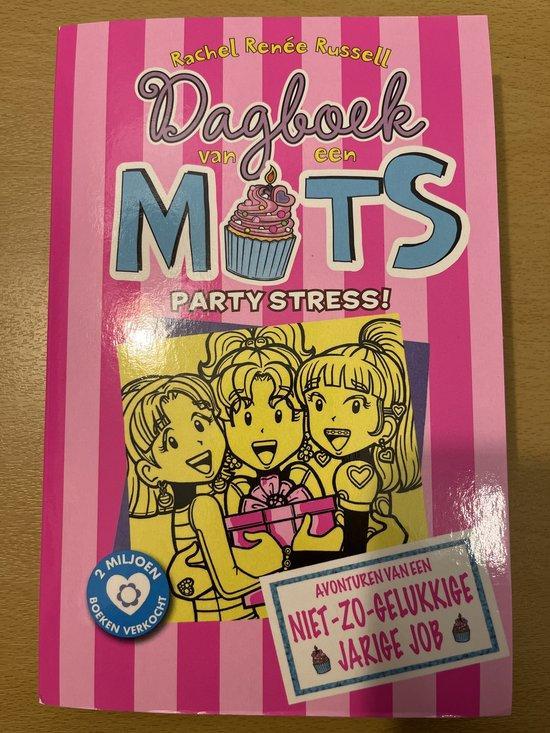 Rachel Renée Russell
Dagboek
van een
MUTS
PARTY STRESS!
2 MILJOEN
BOEKEN VERKOCHT
AVONTUREN VAN EEN
NIET-ZO-GELUKKIGE
JARIGE JOB